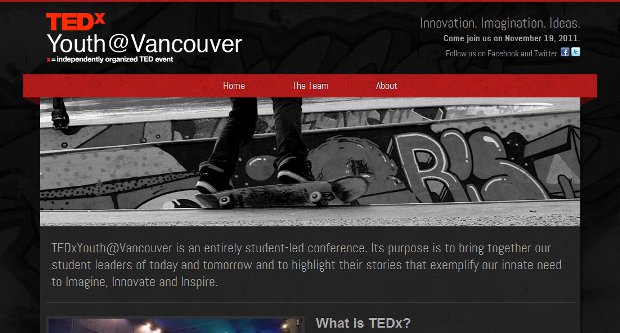 TEDx
Youth@Vancouver
x = independently organized TED event
Innovation. Imagination. Ideas.
Come join us on November 19, 2011.
Follow us on Facebook and Twitter
Home
The Team
About
R's
TEDxYouth@Vancouver is an entirely student-led conference. Its purpose is to bring together our
student leaders of today and tomorrow and to highlight their stories that exemplify our innate need
to Imagine, Innovate and Inspire.
What Is TEDx?